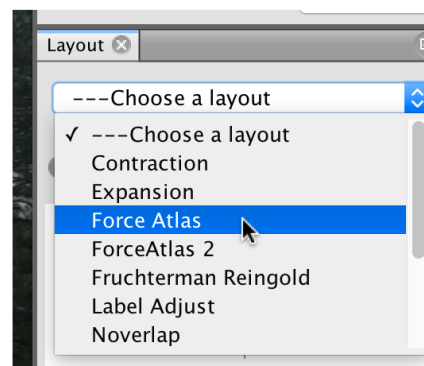 Layout
---Choose a layout
✓ ---Choose a layout
Contraction
Expansion
Force Atlas
ForceAtlas 2
Fruchterman Reingold
Label Adjust
Noverlap